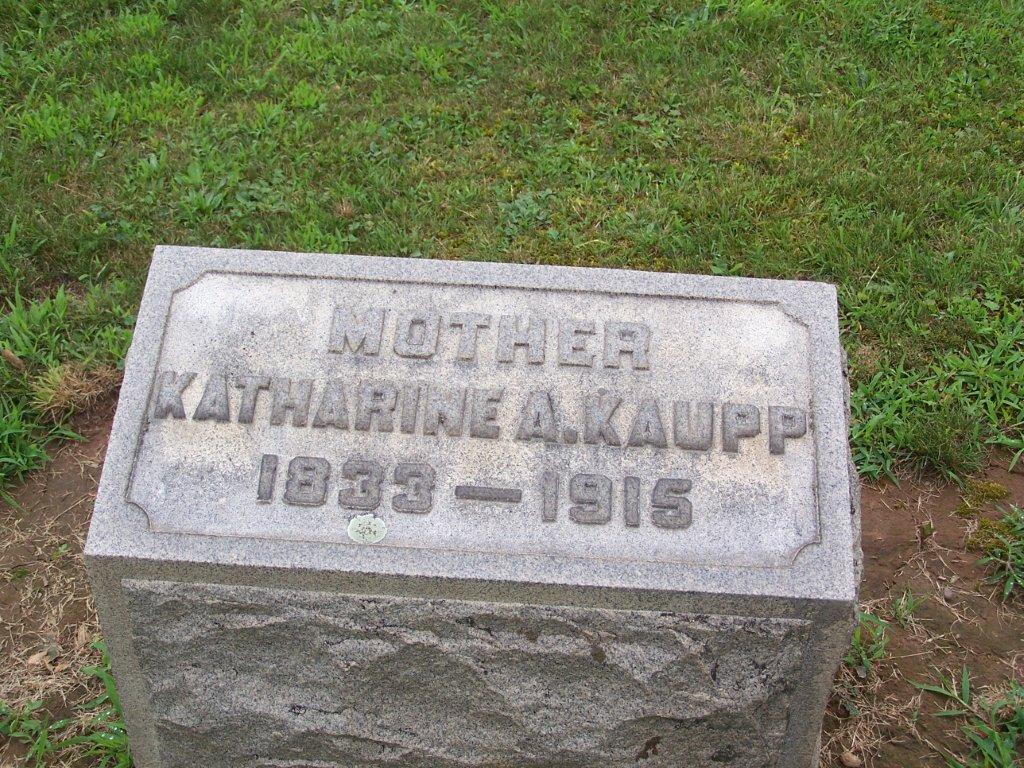 MOTHER
KATHARINE A. KAUPP
1833 — 1915